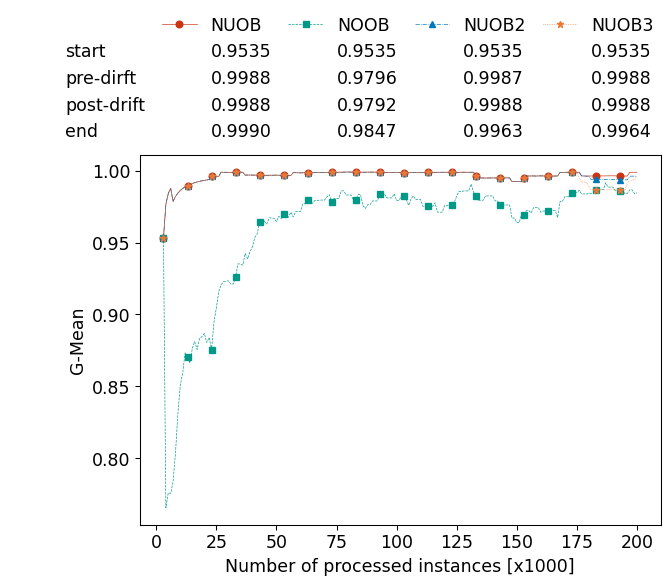 NUOB NOOB NUOB2 NUOB3
start 0.9535 0.9535 0.9535 0.9535
pre-dirft 0.9988 0.9796 0.9987 0.9988
post-drift 0.9988 0.9792 0.9988 0.9988
end 0.9990 0.9847 0.9963 0.9964
1.00
0.95
0.90
0.85
0.80
G-Mean
0 25 50 75 100 125 150 175 200
Number of processed instances [x1000]